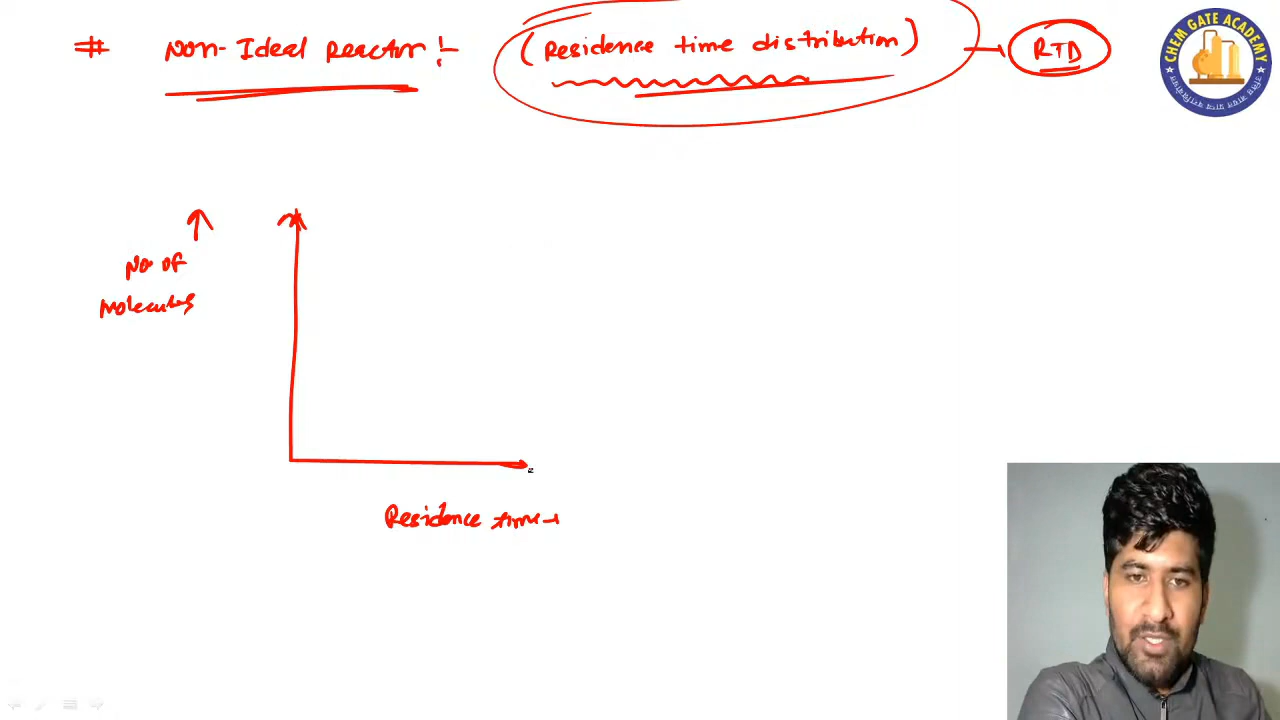 # Non-Ideal Reactor :- (Residence time distribution) → RTD
CHEM GATE ACADEMY
↑
No of
Molecules
Residence time →